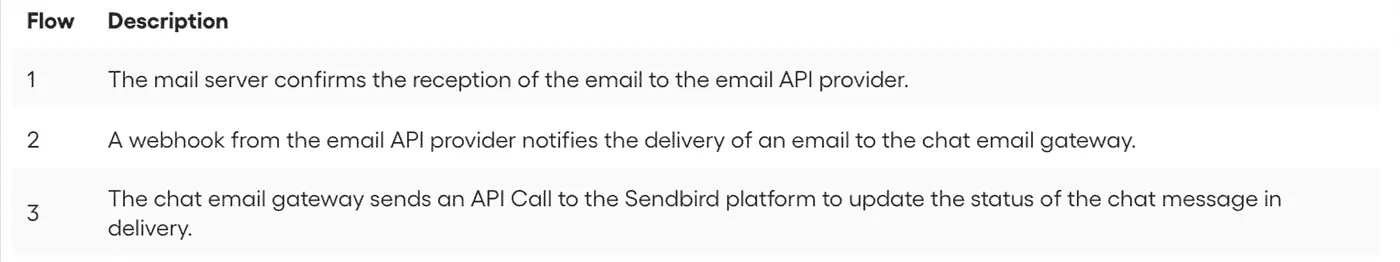 Flow Description
1 The mail server confirms the reception of the email to the email API provider.
2 A webhook from the email API provider notifies the delivery of an email to the chat email gateway.
3 The chat email gateway sends an API Call to the Sendbird platform to update the status of the chat message in
delivery.